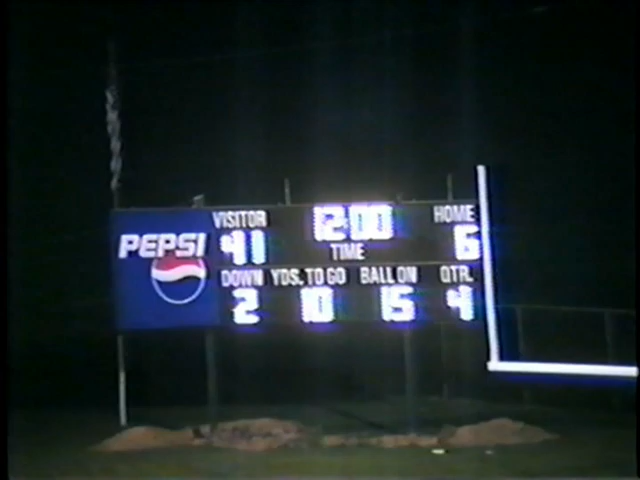 PEPSI
VISITOR 12:00 HOME
41 TIME 6
DOWN YDS. TO GO BALL ON QTR.
2 10 15 4